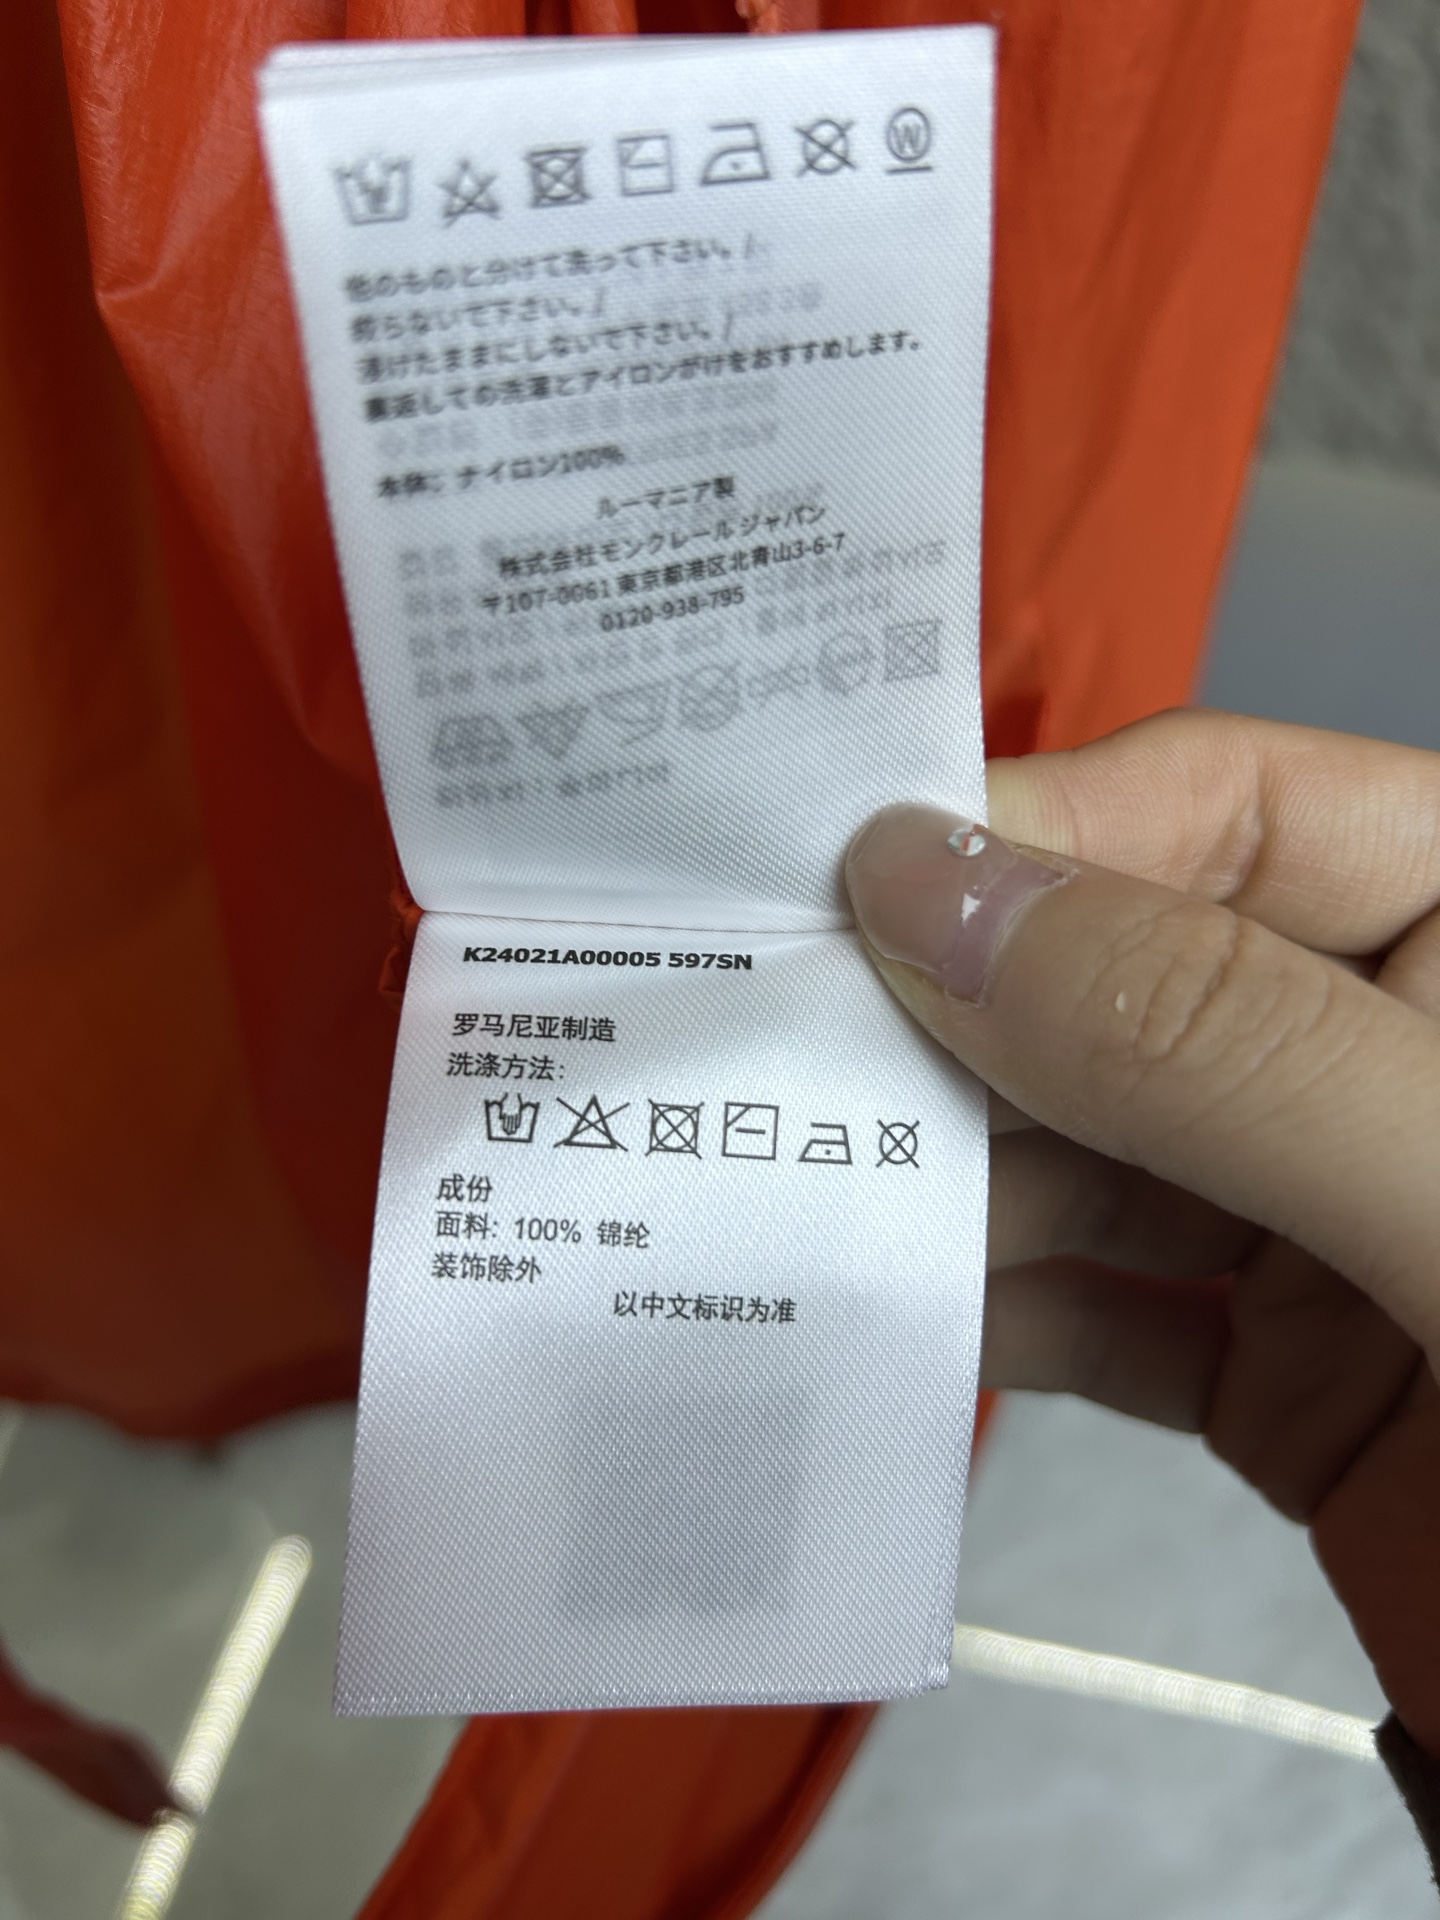 W
他のものと分けて洗って下さい。/
絞らないで下さい。/
浸けたままにしないで下さい。/
裏返しての洗濯とアイロンがけをおすすめします。
本体: ナイロン100%
ルーマニア製
株式会社モンクレール ジャパン
〒107-0061 東京都港区北青山3-6-7
0120-938-795
K24021A00005 597SN
罗马尼亚制造
洗涤方法:
成份
面料: 100% 锦纶
装饰除外
以中文标识为准